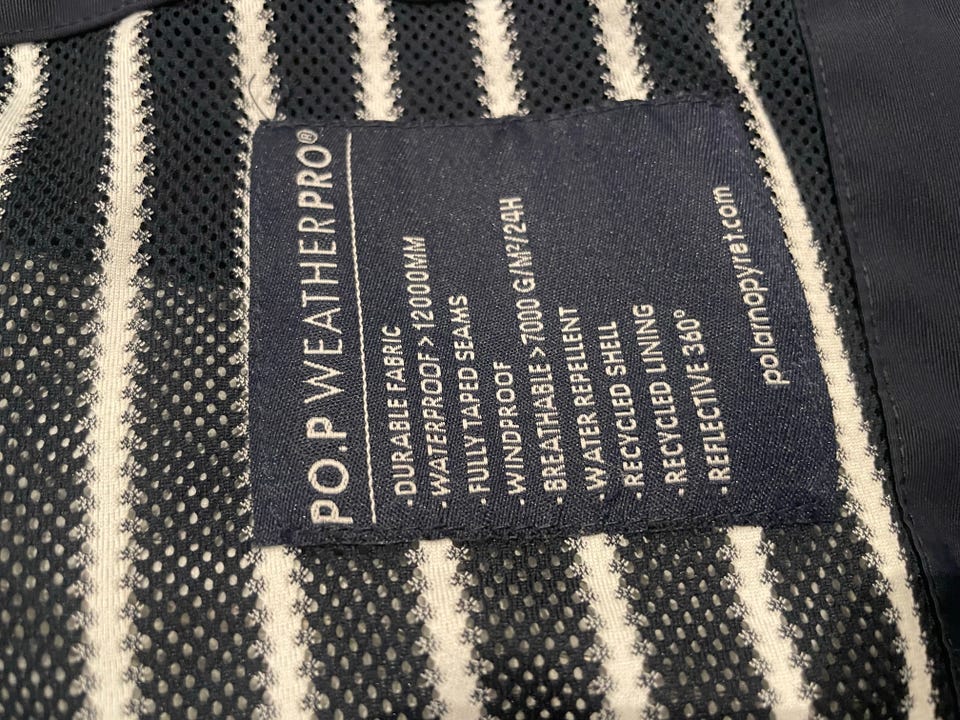 PO.P WEATHERPRO®
- DURABLE FABRIC
- WATERPROOF > 12000MM
- FULLY TAPED SEAMS
- WINDPROOF
- BREATHABLE > 7000 G/M²/24H
- WATER REPELLENT
- RECYCLED SHELL
- RECYCLED LINING
- REFLECTIVE 360°
polarnopyret.com